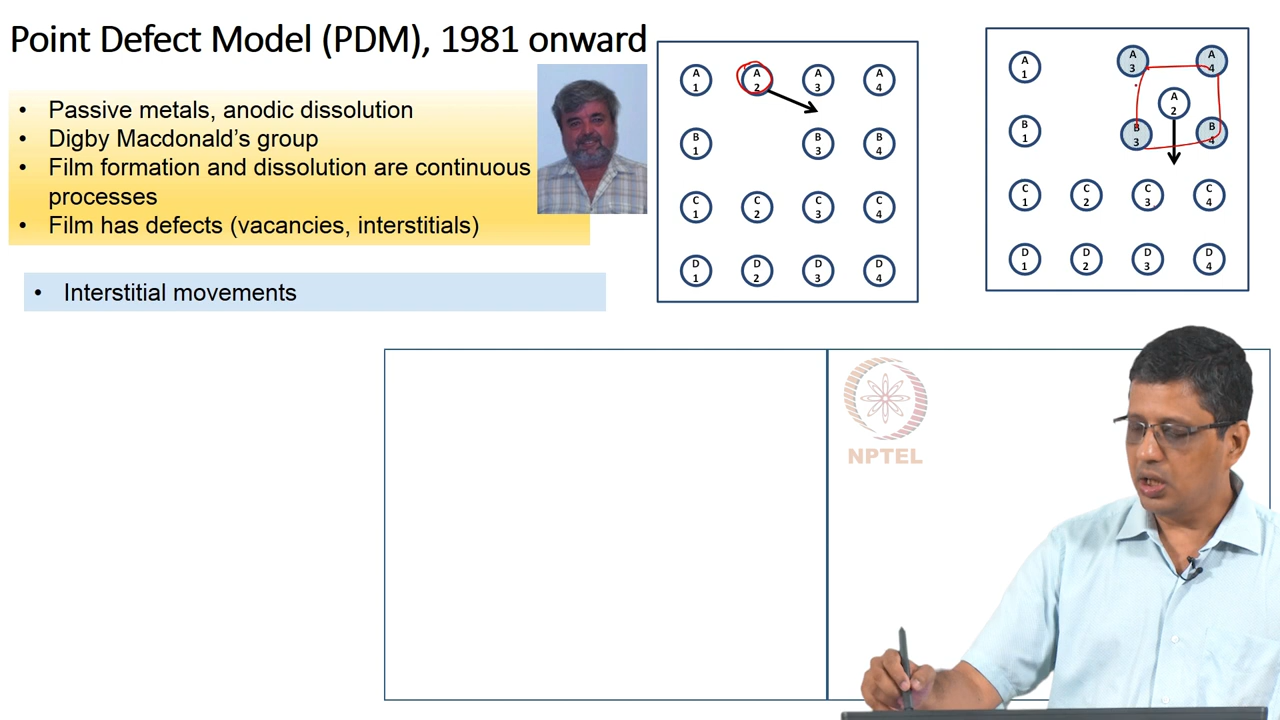 Point Defect Model (PDM), 1981 onward
• Passive metals, anodic dissolution
• Digby Macdonald's group
• Film formation and dissolution are continuous
processes
• Film has defects (vacancies, interstitials)
• Interstitial movements
A 1 A 2 A 3 A 4
B 1 B 3 B 4
C 1 C 2 C 3 C 4
D 1 D 2 D 3 D 4
A 1 A 3 A 4
A 2
B 1 B 3 B 4
C 1 C 2 C 3 C 4
D 1 D 2 D 3 D 4
NPTEL